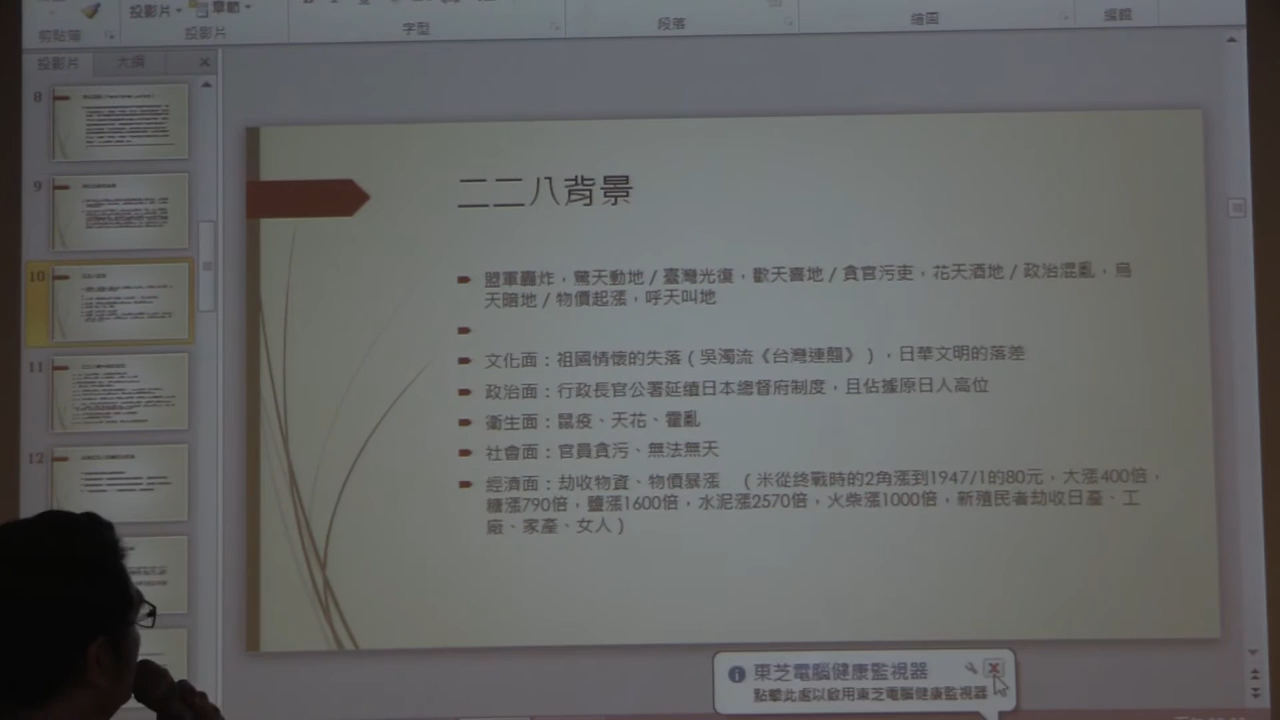 投影片
章節
剪貼簿
投影片
字型
段落
繪圖
編輯
投影片
大綱
8
9
10
11
12
二二八背景
盟軍轟炸，驚天動地 / 臺灣光復，歡天喜地 / 貪官污吏，花天酒地 / 政治混亂，烏
天暗地 / 物價起漲，呼天叫地
文化面：祖國情懷的失落（吳濁流《台灣連翹》），日華文明的落差
政治面：行政長官公署延續日本總督府制度，且佔據原日人高位
衛生面：鼠疫、天花、霍亂
社會面：官員貪污、無法無天
經濟面：劫收物資、物價暴漲 （米從終戰時的2角漲到1947/1的80元，大漲400倍，
糖漲790倍，鹽漲1600倍，水泥漲2570倍，火柴漲1000倍，新殖民者劫收日產、工
廠、家產、女人）
東芝電腦健康監視器
點擊此處以啟用東芝電腦健康監視器